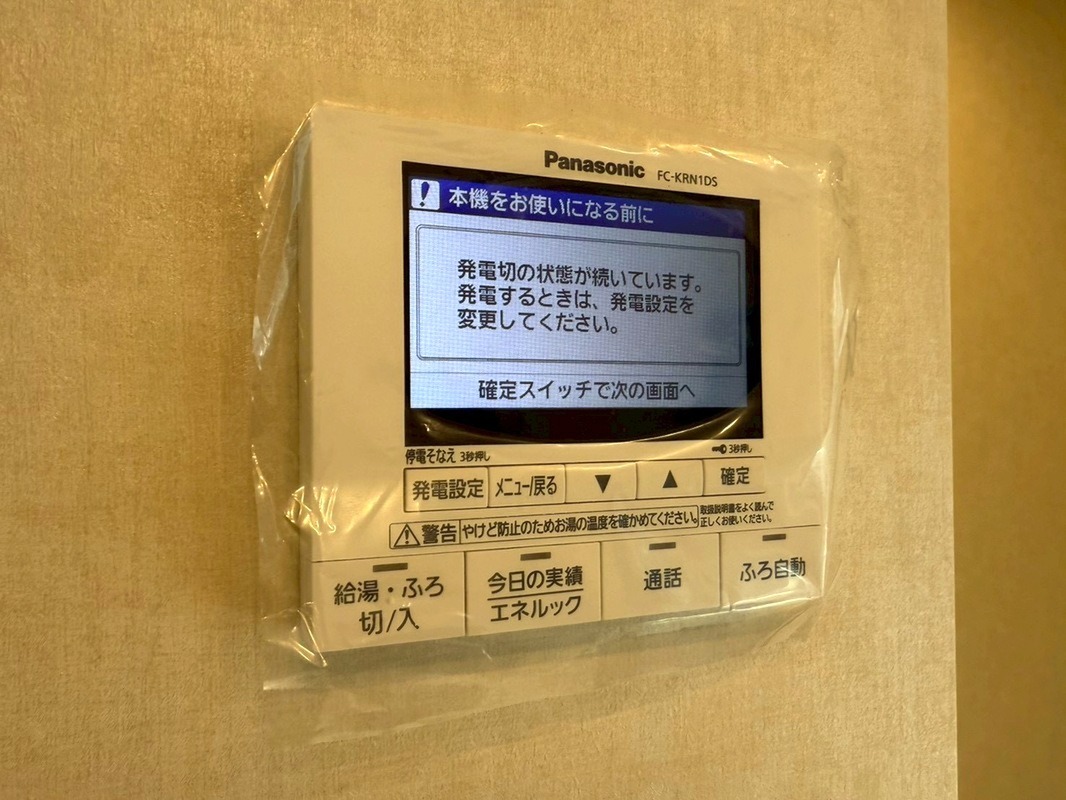 Panasonic FC-KRN1DS
! 本機をお使いになる前に
発電切の状態が続いています。
発電するときは、発電設定を
変更してください。
確定スイッチで次の画面へ
停電そなえ 3秒押し
3秒押し
発電設定 メニュー/戻る ▼ ▲ 確定
警告 やけど防止のためお湯の温度を確かめてください。
取扱説明書をよく読んで
正しくお使いください。
給湯・ふろ
切/入
今日の実績
エネルック
通話
ふろ自動